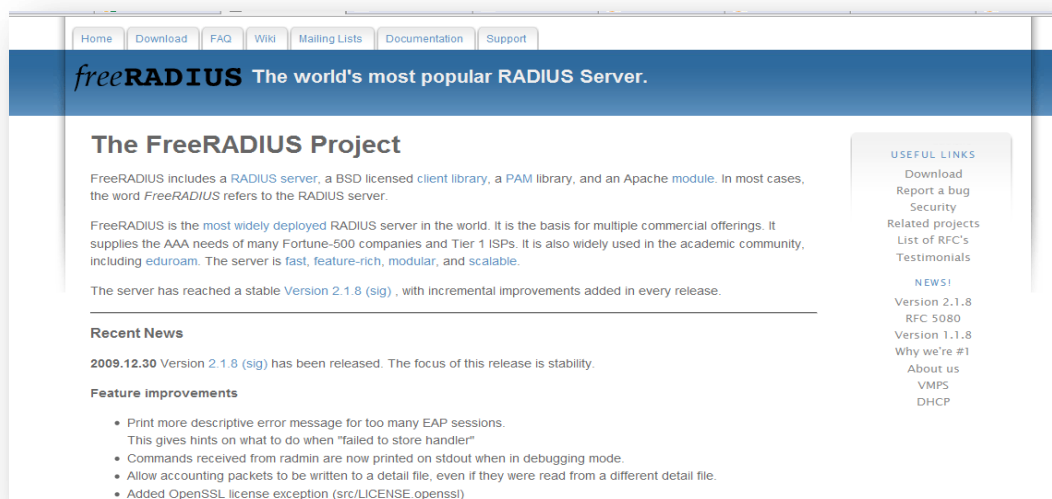 Home Download FAQ Wiki Mailing Lists Documentation Support
freeRADIUS The world's most popular RADIUS Server.
The FreeRADIUS Project
FreeRADIUS includes a RADIUS server, a BSD licensed client library, a PAM library, and an Apache module. In most cases,
the word FreeRADIUS refers to the RADIUS server.
FreeRADIUS is the most widely deployed RADIUS server in the world. It is the basis for multiple commercial offerings. It
supplies the AAA needs of many Fortune-500 companies and Tier 1 ISPs. It is also widely used in the academic community,
including eduroam. The server is fast, feature-rich, modular, and scalable.
The server has reached a stable Version 2.1.8 (sig) , with incremental improvements added in every release.
Recent News
2009.12.30 Version 2.1.8 (sig) has been released. The focus of this release is stability.
Feature improvements
• Print more descriptive error message for too many EAP sessions.
This gives hints on what to do when "failed to store handler"
• Commands received from radmin are now printed on stdout when in debugging mode.
• Allow accounting packets to be written to a detail file, even if they were read from a different detail file.
• Added OpenSSL license exception (src/LICENSE.openssl)
USEFUL LINKS
Download
Report a bug
Security
Related projects
List of RFC's
Testimonials
NEWS!
Version 2.1.8
RFC 5080
Version 1.1.8
Why we're #1
About us
VMPS
DHCP